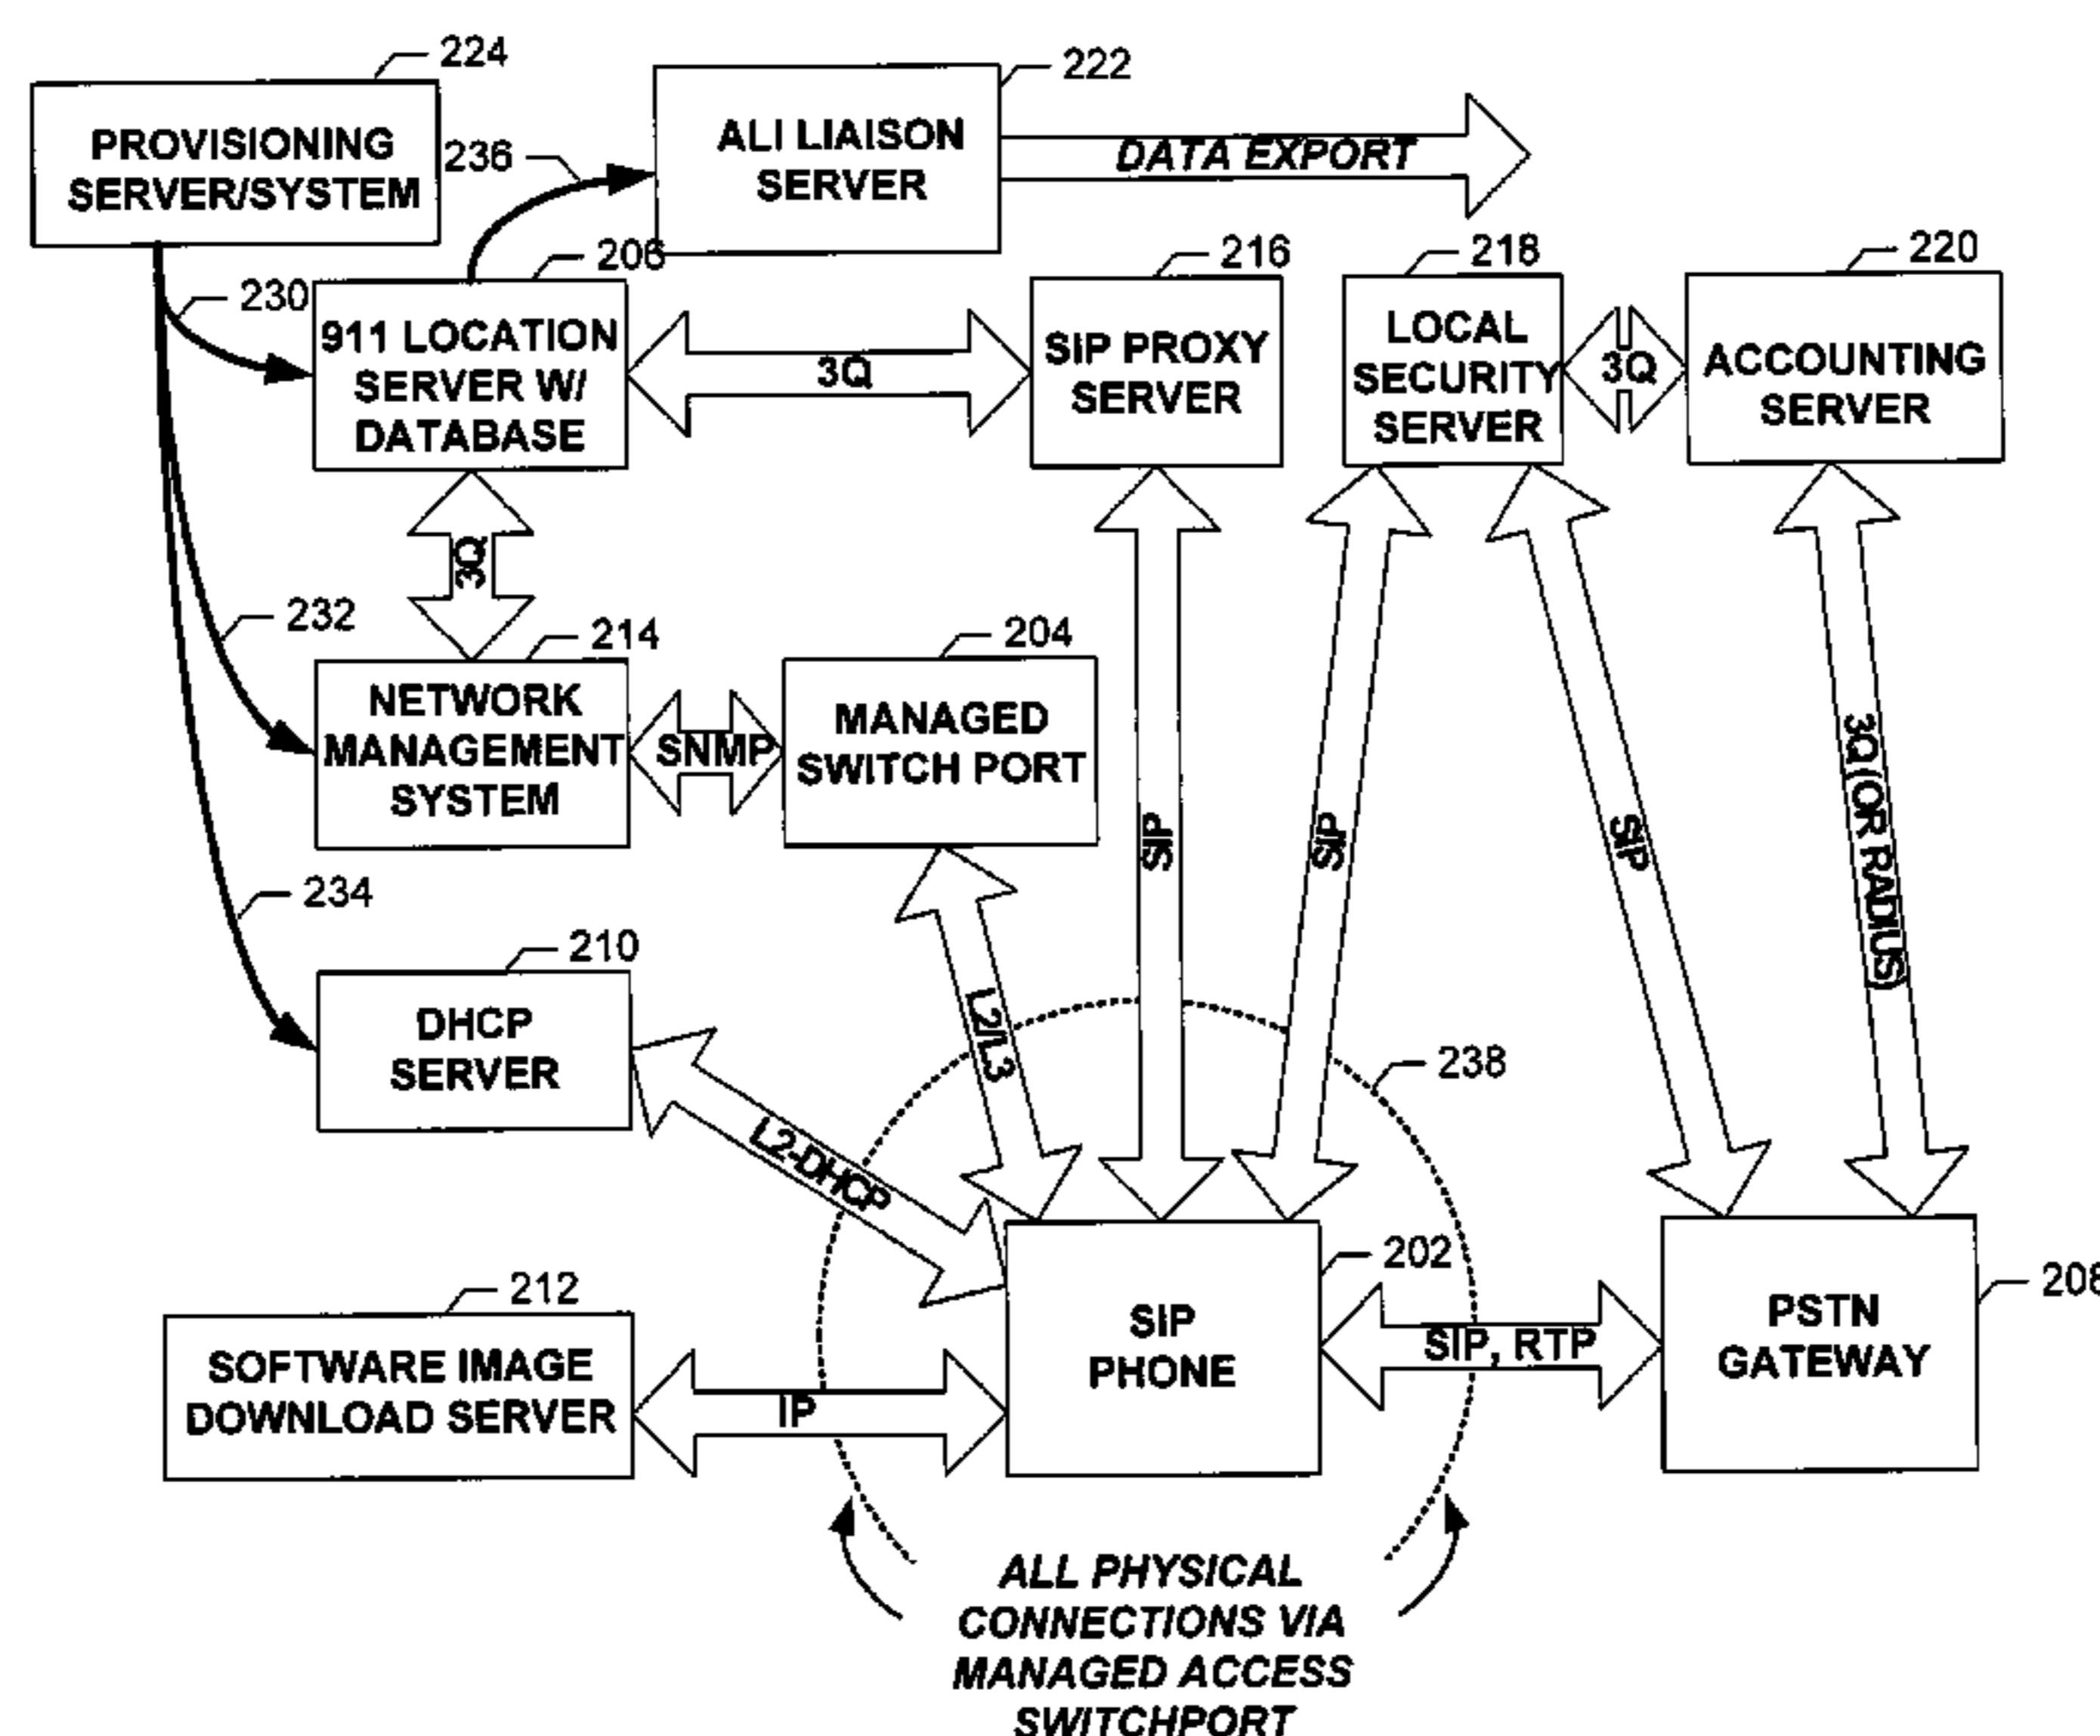 224
PROVISIONING
SERVER/SYSTEM
236
222
ALI LIAISON
SERVER
DATA EXPORT
230
206
911 LOCATION
SERVER W/
DATABASE
3Q
216
SIP PROXY
SERVER
218
LOCAL
SECURITY
SERVER
3Q
220
ACCOUNTING
SERVER
3Q
232
214
NETWORK
MANAGEMENT
SYSTEM
SNMP
204
MANAGED
SWITCH PORT
SIP
SIP
SIP
3Q (OR RADIUS)
234
210
DHCP
SERVER
L2-DHCP
L2/L3
238
212
SOFTWARE IMAGE
DOWNLOAD SERVER
IP
202
SIP
PHONE
SIP, RTP
208
PSTN
GATEWAY
ALL PHYSICAL
CONNECTIONS VIA
MANAGED ACCESS
SWITCHPORT